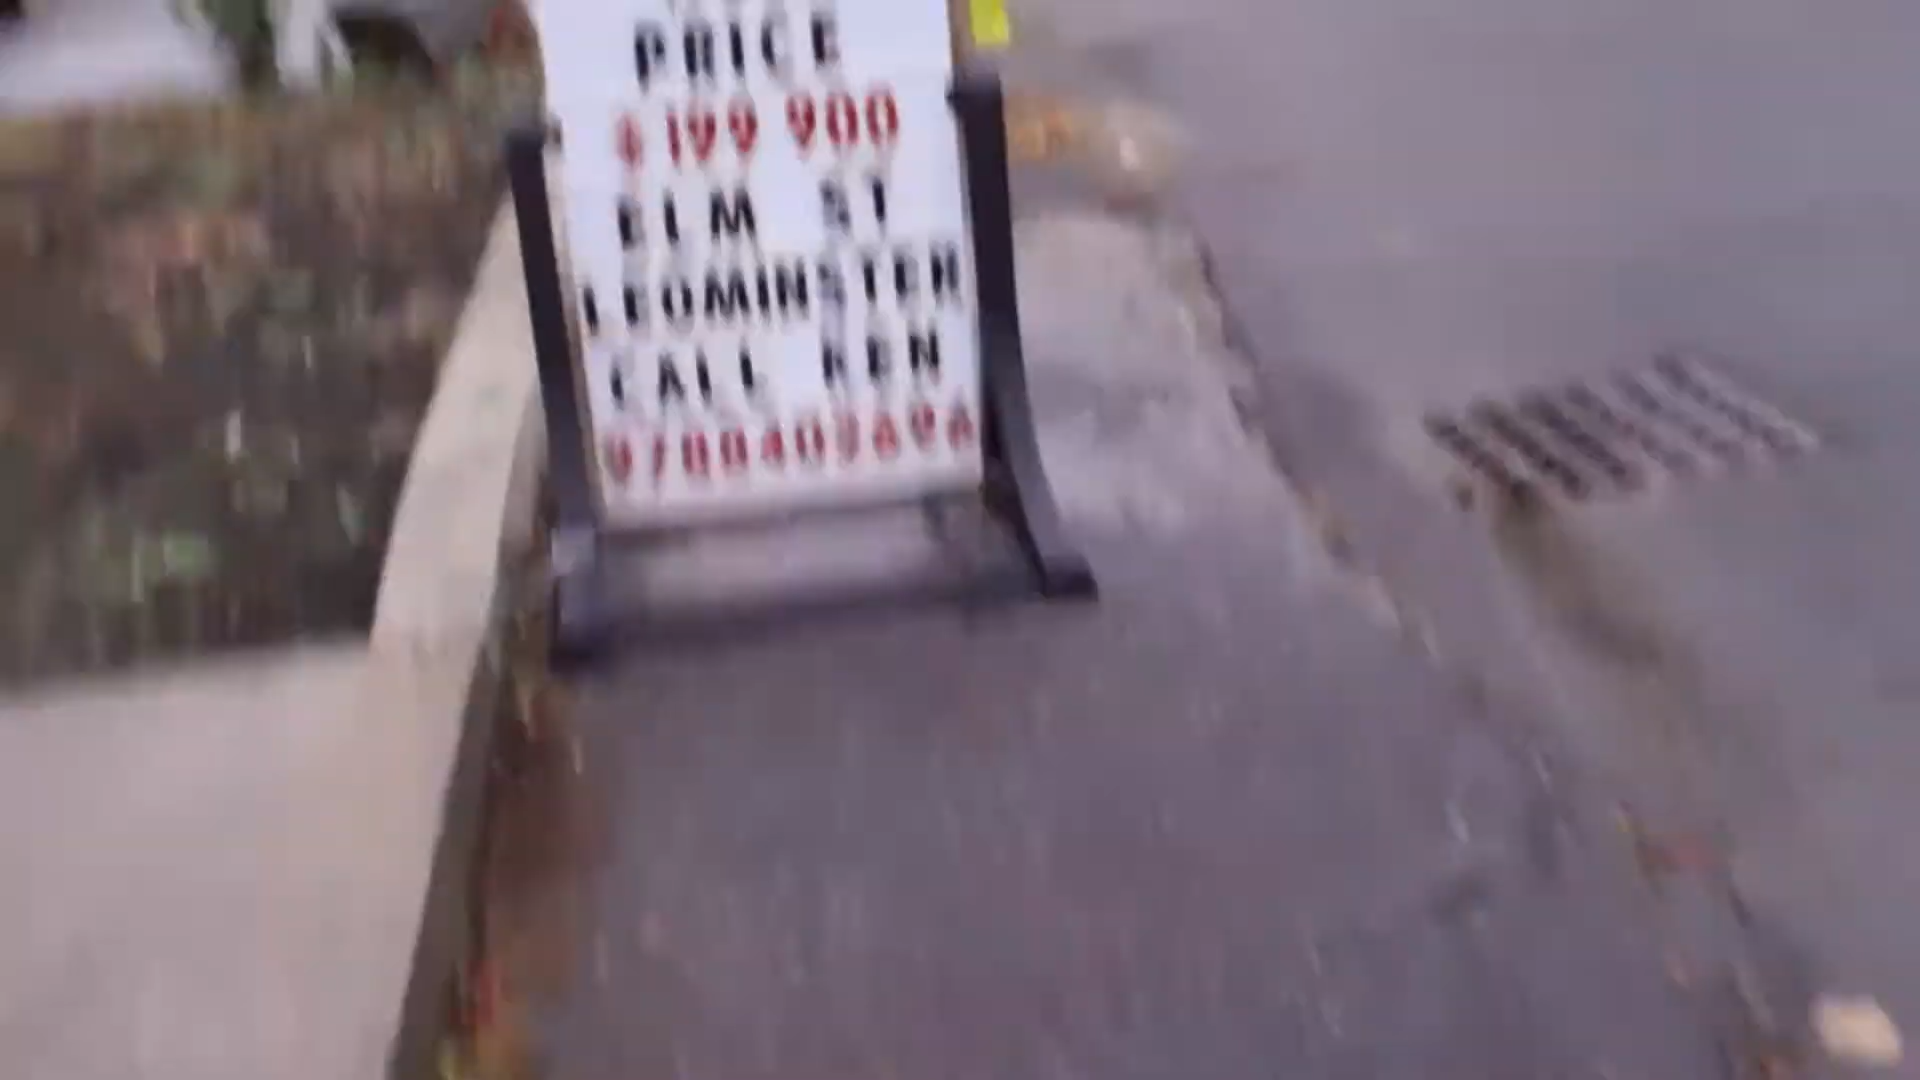 PRICE
$199 900
ELM ST
LEOMINSTER
CALL KEN